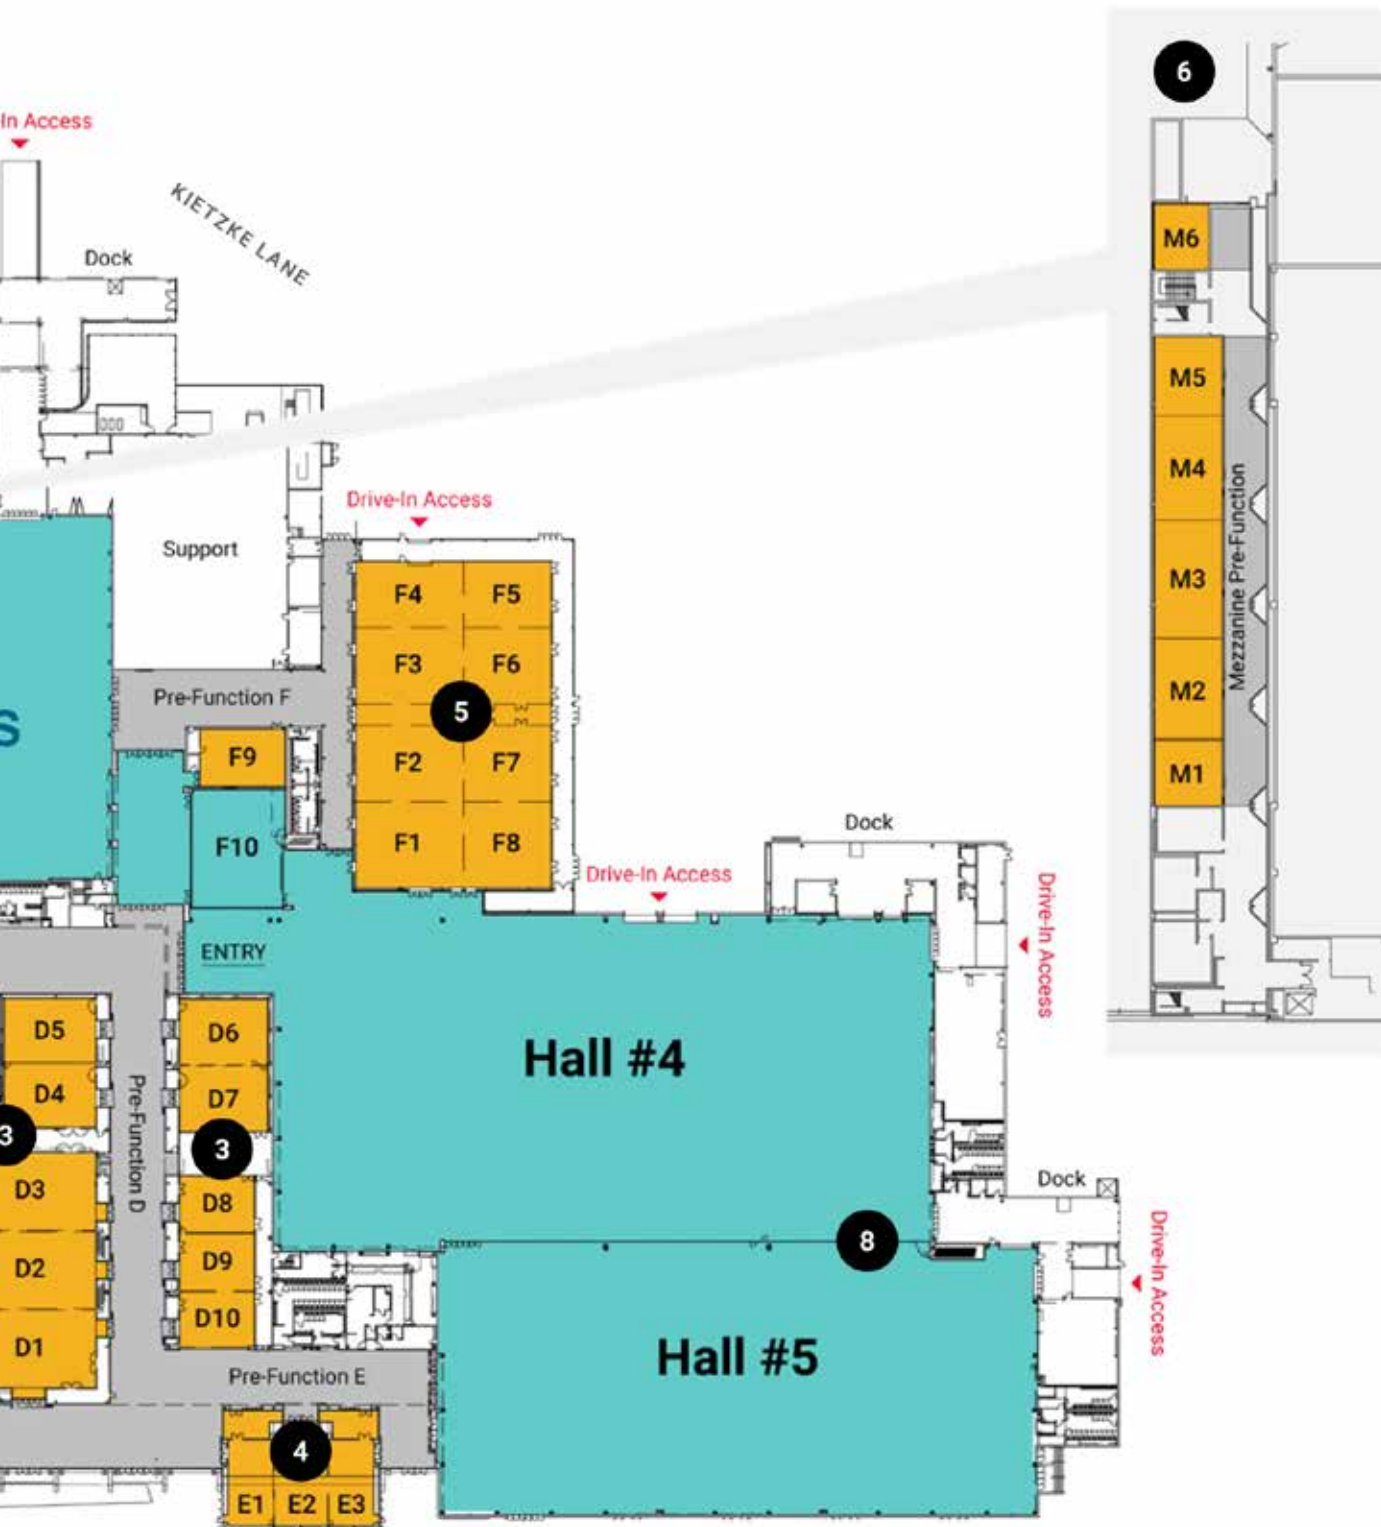 6
In Access
KIETZKE LANE
M6
Dock
M5
M4
Mezzanine Pre-Function
Drive-In Access
Support
M3
F4
F5
F3
F6
M2
Pre-Function F
5
S
F9
F2
F7
M1
F10
F1
F8
Dock
Drive-In Access
Drive-In Access
ENTRY
D5
D6
Hall #4
D4
D7
Pre-Function D
3
3
D3
D8
Dock
8
D2
D9
Drive-In Access
D10
D1
Hall #5
Pre-Function E
4
E1
E2
E3